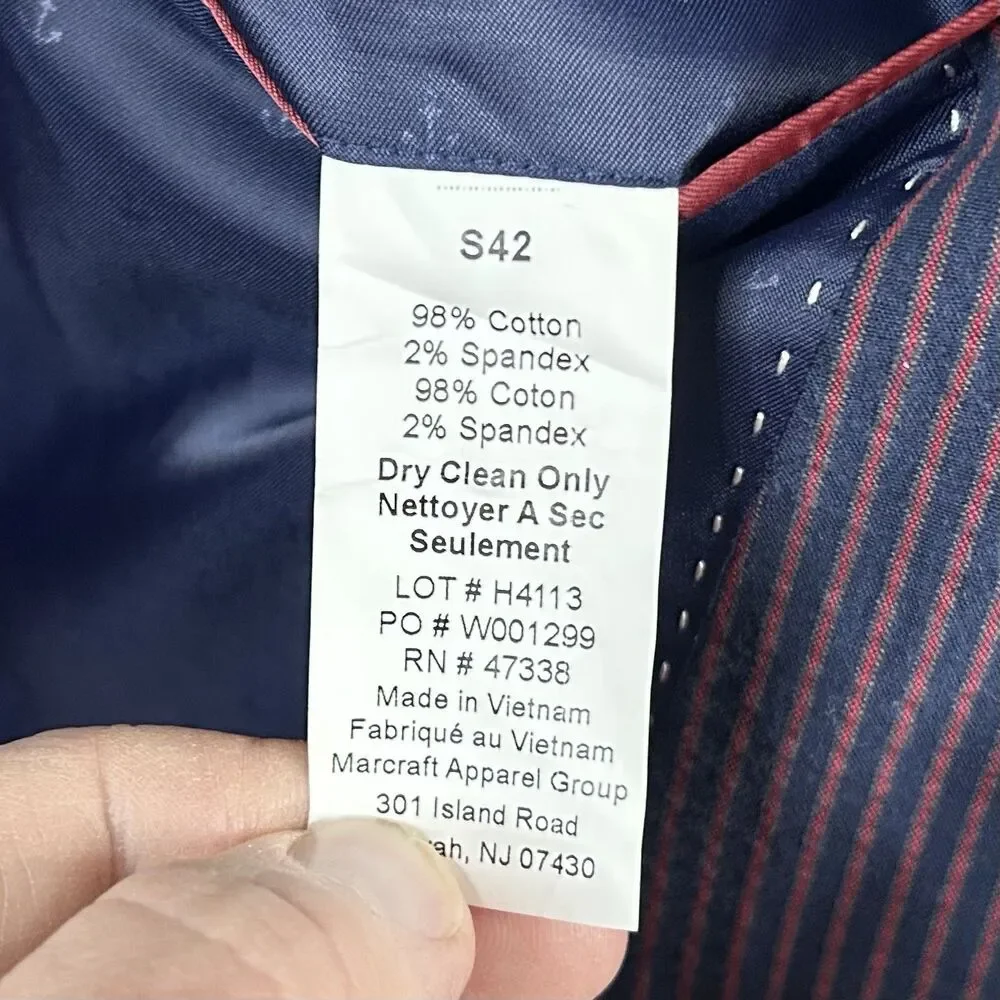 S42
98% Cotton
2% Spandex
98% Coton
2% Spandex
Dry Clean Only
Nettoyer A Sec
Seulement
LOT # H4113
PO # W001299
RN # 47338
Made in Vietnam
Fabriqué au Vietnam
Marcraft Apparel Group
301 Island Road
NJ 07430